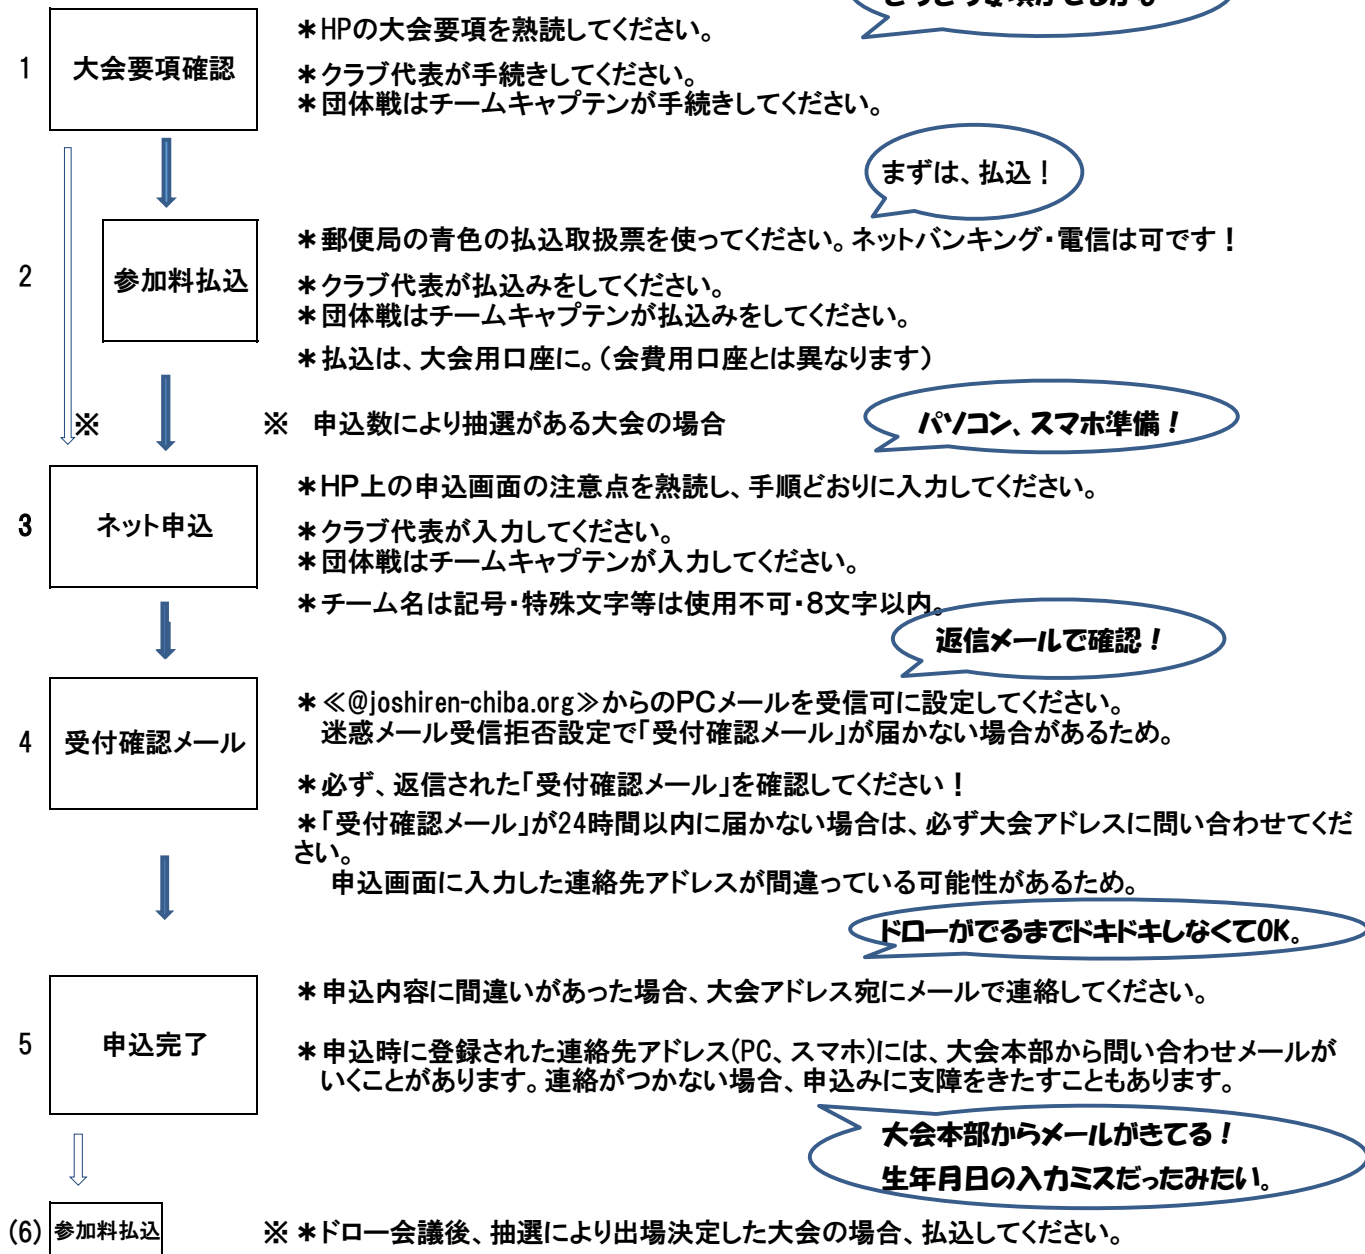 ＊HPの大会要項を熟読してください。
1
大会要項確認
＊クラブ代表が手続きしてください。
＊団体戦はチームキャプテンが手続きしてください。
まずは、払込！
＊郵便局の青色の払込取扱票を使ってください。ネットバンキング・電信は可です！
2
参加料払込
＊クラブ代表が払込みをしてください。
＊団体戦はチームキャプテンが払込みをしてください。
＊払込は、大会用口座に。（会費用口座とは異なります）
※
※　申込数により抽選がある大会の場合
パソコン、スマホ準備！
＊ＨＰ上の申込画面の注意点を熟読し、手順どおりに入力してください。
3
ネット申込
＊クラブ代表が入力してください。
＊団体戦はチームキャプテンが入力してください。
＊チーム名は記号・特殊文字等は使用不可・8文字以内。
返信メールで確認！
＊≪@joshiren-chiba.org≫からのＰＣメールを受信可に設定してください。
迷惑メール受信拒否設定で「受付確認メール」が届かない場合があるため。
4
受付確認メール
＊必ず、返信された「受付確認メール」を確認してください！
＊「受付確認メール」が24時間以内に届かない場合は、必ず大会アドレスに問い合わせてくだ
さい。
申込画面に入力した連絡先アドレスが間違っている可能性があるため。
ドローがでるまでドキドキしなくてOK。
＊申込内容に間違いがあった場合、大会アドレス宛にメールで連絡してください。
5
申込完了
＊申込時に登録された連絡先アドレス(PC、スマホ)には、大会本部から問い合わせメールが
いくことがあります。連絡がつかない場合、申込みに支障をきたすこともあります。
大会本部からメールがきてる！
生年月日の入力ミスだったみたい。
(6)
参加料払込
※ ＊ドロー会議後、抽選により出場決定した大会の場合、払込してください。